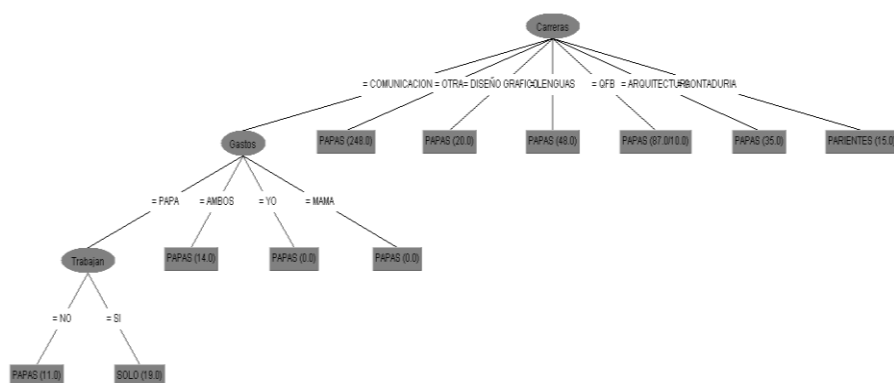 Carreras
= COMUNICACION = OTRA = DISEÑO GRAFICO = LENGUAS = QFB = ARQUITECTURA = CONTADURIA
Gastos PAPAS (248.0) PAPAS (20.0) PAPAS (48.0) PAPAS (87.0/10.0) PAPAS (35.0) PARIENTES (15.0)
= PAPA = AMBOS = YO = MAMA
Trabajan PAPAS (14.0) PAPAS (0.0) PAPAS (0.0)
= NO = SI
PAPAS (11.0) SOLO (19.0)